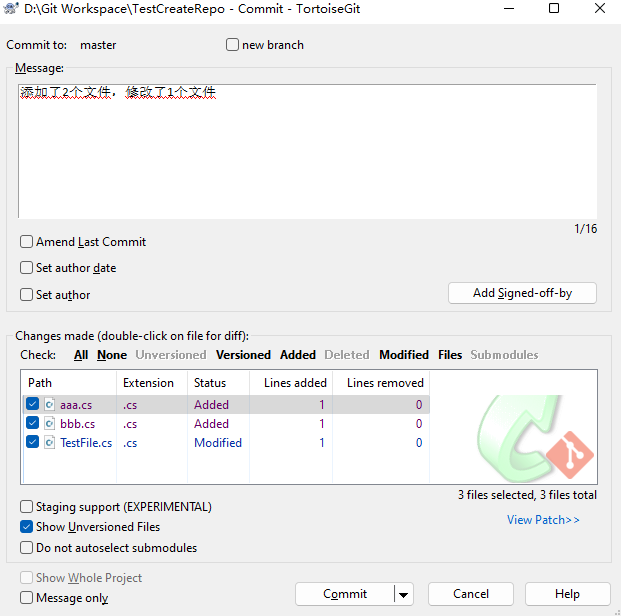 D:\Git Workspace\TestCreateRepo - Commit - TortoiseGit
Commit to: master new branch
Message:
添加了2个文件，修改了1个文件
1/16
Amend Last Commit
Set author date
Set author
Add Signed-off-by
Changes made (double-click on file for diff):
Check: All None Unversioned Versioned Added Deleted Modified Files Submodules
Path Extension Status Lines added Lines removed
aaa.cs .cs Added 1 0
bbb.cs .cs Added 1 0
TestFile.cs .cs Modified 1 0
3 files selected, 3 files total
Staging support (EXPERIMENTAL)
Show Unversioned Files
View Patch>>
Do not autoselect submodules
Show Whole Project
Message only
Commit Cancel Help